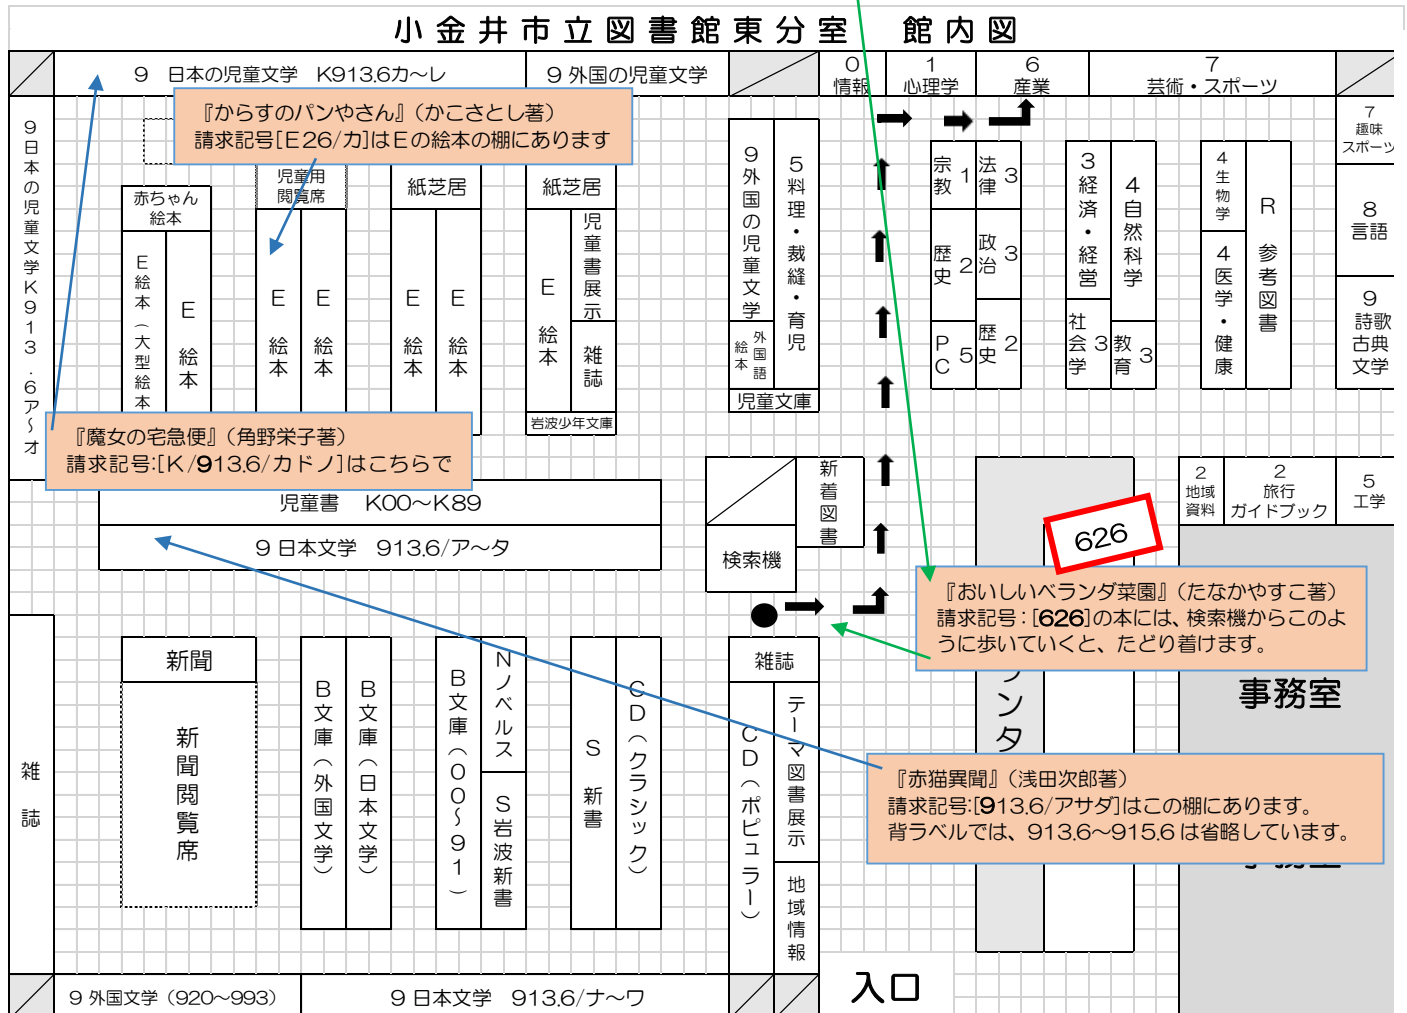 小金井市立図書館東分室　館内図
9　日本の児童文学　K913.6カ～レ
9 外国の児童文学
0
情報
1
心理学
6
産業
7
芸術・スポーツ
『からすのパンやさん』（かこさとし著）
請求記号[E26/カ]はEの絵本の棚にあります
9日本の児童文学K913.6ア～オ
赤ちゃん
絵本
児童用
閲覧席
紙芝居
紙芝居
E絵本（大型絵本
E 絵本
E 絵本
E 絵本
E 絵本
E 絵本
E 絵本
児童書展示
雑誌
岩波少年文庫
9外国の児童文学
外国語
絵本
5料理・裁縫・育児
児童文庫
宗教 1
法律 3
歴史 2
政治 3
PC 5
歴史 2
3経済・経営
4自然科学
社会学 3
教育 3
4生物学
4医学・健康
R 参考図書
7
趣味
スポーツ
8
言語
9
詩歌
古典
文学
『魔女の宅急便』（角野栄子著）
請求記号:[K/913.6/カドノ]はこちらで
児童書　K00～K89
9 日本文学　913.6/ア～タ
新着図書
検索機
2
地域
資料
2
旅行
ガイドブック
5
工学
626
『おいしいベランダ菜園』（たなかやすこ著）
請求記号：[626]の本には、検索機からこのよ
うに歩いていくと、たどり着けます。
新聞
新聞閲覧席
雑誌
B文庫（外国文学）
B文庫（日本文学）
B文庫（00～91）
Nノベルス
S岩波新書
S 新書
CD（クラシック）
雑誌
CD（ポピュラー）
テーマ図書展示
地域情報
ンタ
事務室
『赤猫異聞』（浅田次郎著）
請求記号:[913.6/アサダ]はこの棚にあります。
背ラベルでは、913.6～915.6 は省略しています。
9 外国文学（920～993）
9 日本文学　913.6/ナ～ワ
入口